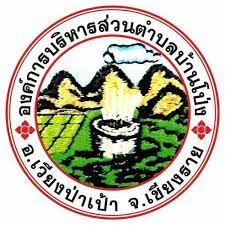 องค์การบริหารส่วนตำบลบ้านโป่ง
อ.เวียงป่าเป้า จ.เชียงราย